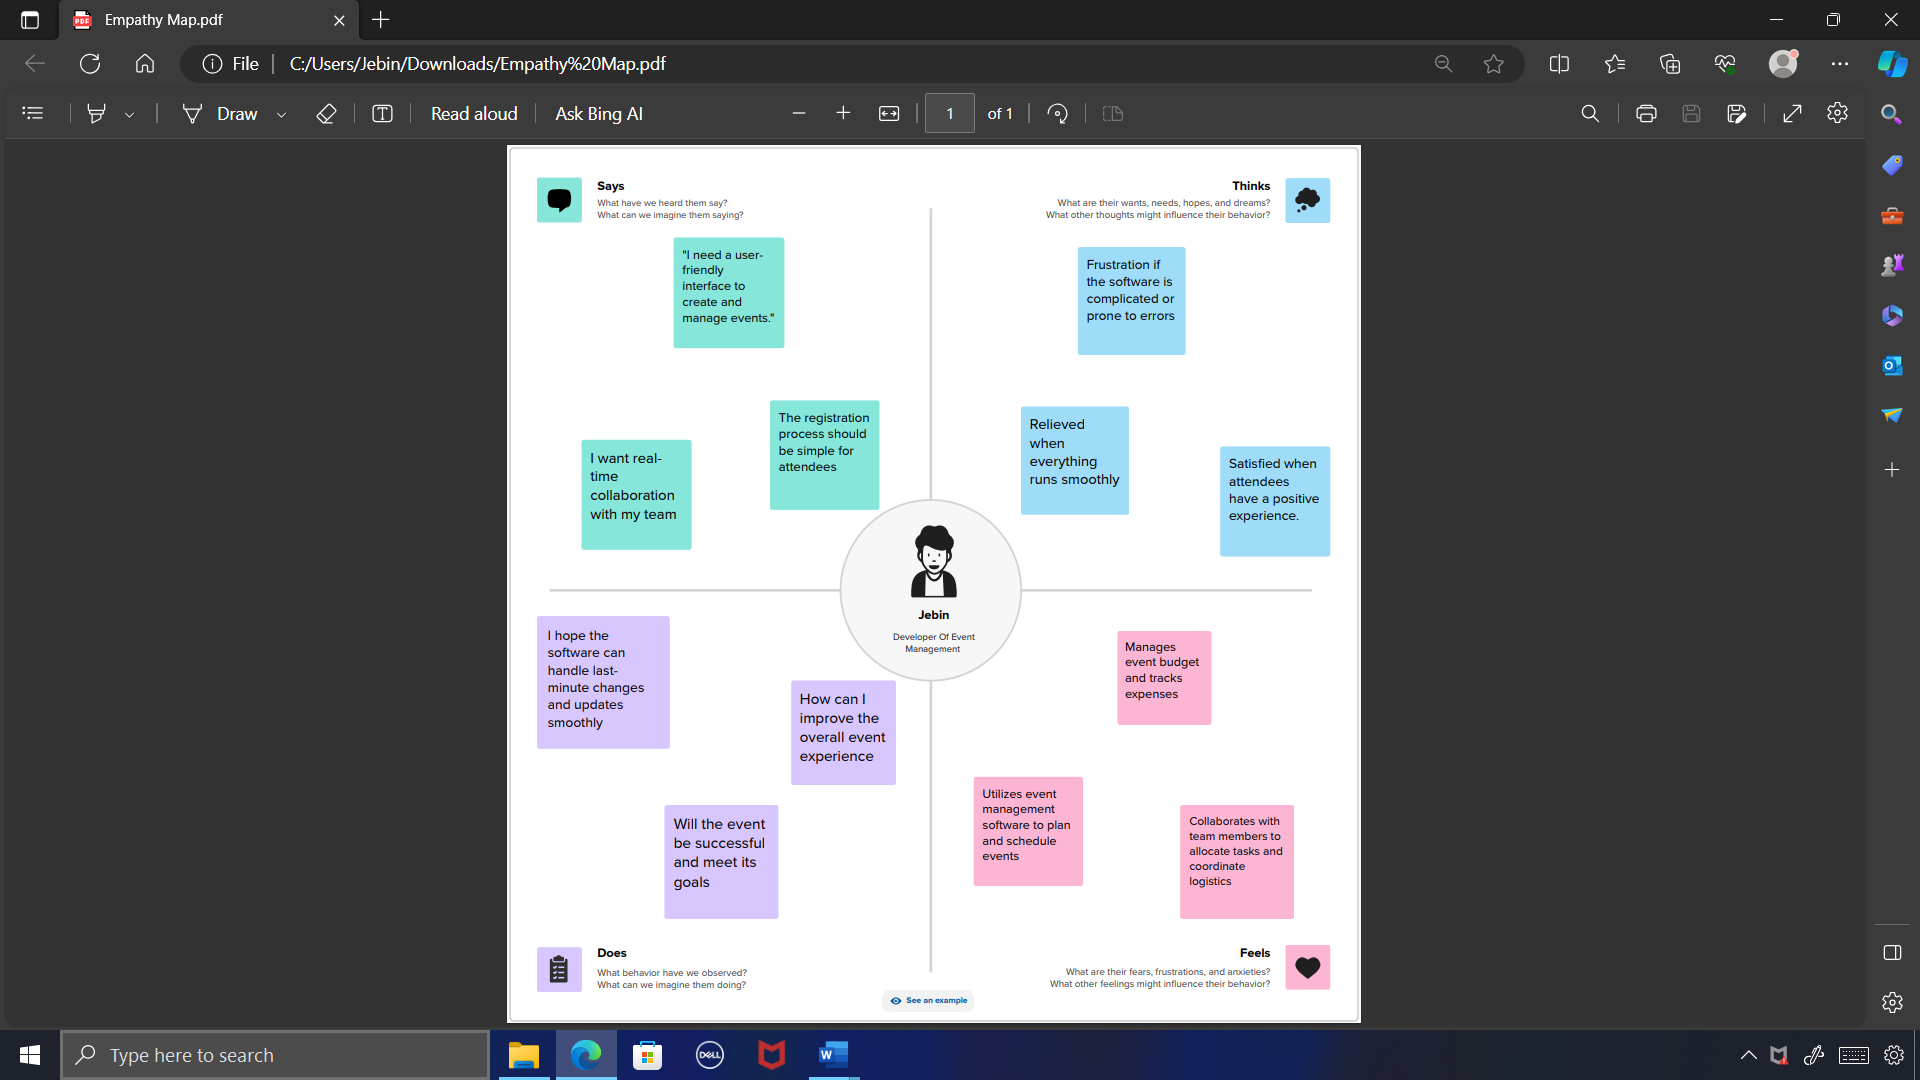 Empathy Map.pdf
File
C:/Users/Jebin/Downloads/Empathy%20Map.pdf
Draw
Read aloud
Ask Bing AI
1
of 1
Says
What have we heard them say?
What can we imagine them saying?
Thinks
What are their wants, needs, hopes, and dreams?
What other thoughts might influence their behavior?
"I need a user-
friendly
interface to
create and
manage events."
Frustration if
the software is
complicated or
prone to errors
The registration
process should
be simple for
attendees
I want real-
time
collaboration
with my team
Relieved
when
everything
runs smoothly
Satisfied when
attendees
have a positive
experience.
Jebin
Developer Of Event
Management
I hope the
software can
handle last-
minute changes
and updates
smoothly
How can I
improve the
overall event
experience
Will the event
be successful
and meet its
goals
Manages
event budget
and tracks
expenses
Utilizes event
management
software to plan
and schedule
events
Collaborates with
team members to
allocate tasks and
coordinate
logistics
Does
What behavior have we observed?
What can we imagine them doing?
Feels
What are their fears, frustrations, and anxieties?
What other feelings might influence their behavior?
See an example
Type here to search
DELL